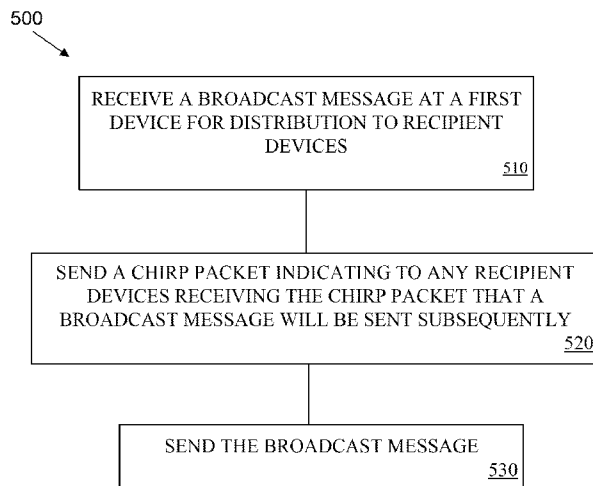 500
RECEIVE A BROADCAST MESSAGE AT A FIRST
DEVICE FOR DISTRIBUTION TO RECIPIENT
DEVICES
510
SEND A CHIRP PACKET INDICATING TO ANY RECIPIENT
DEVICES RECEIVING THE CHIRP PACKET THAT A
BROADCAST MESSAGE WILL BE SENT SUBSEQUENTLY
520
SEND THE BROADCAST MESSAGE
530